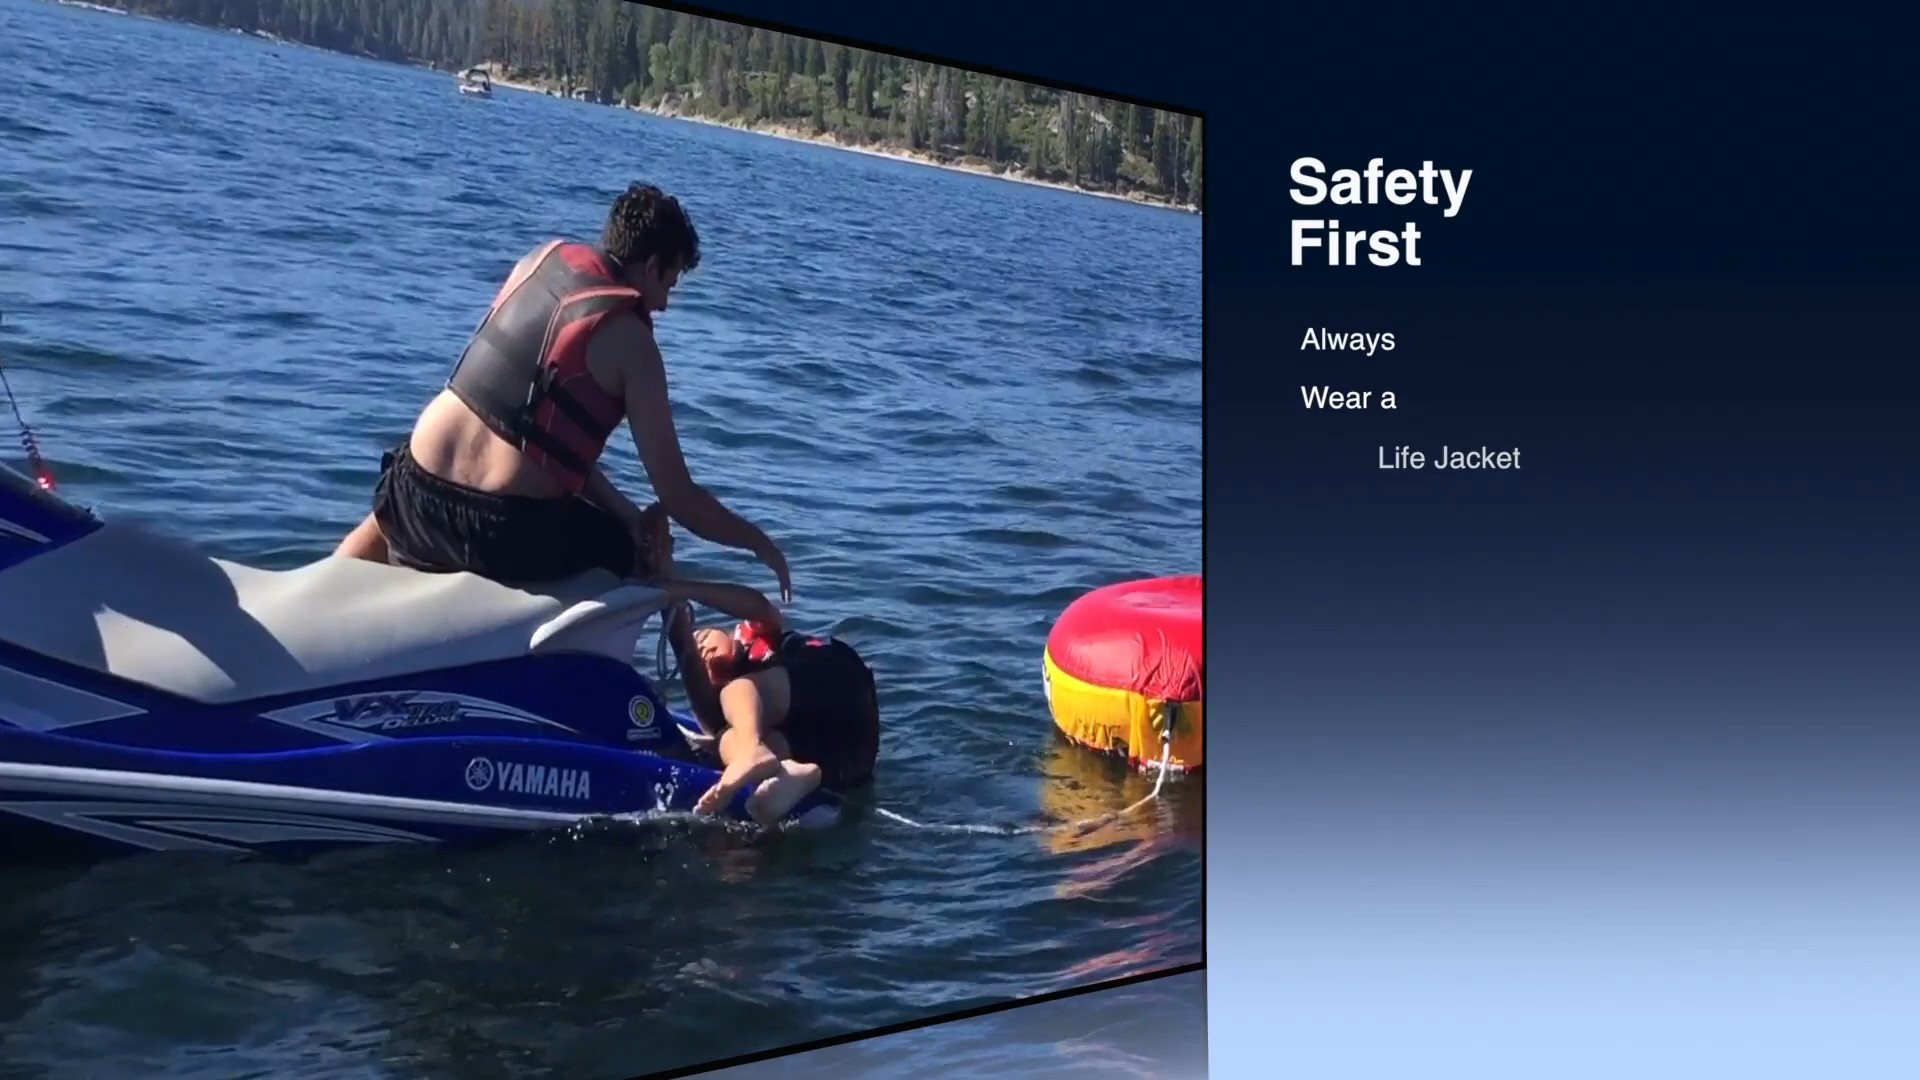 Safety
First
Always
Wear a
Life Jacket
YAMAHA